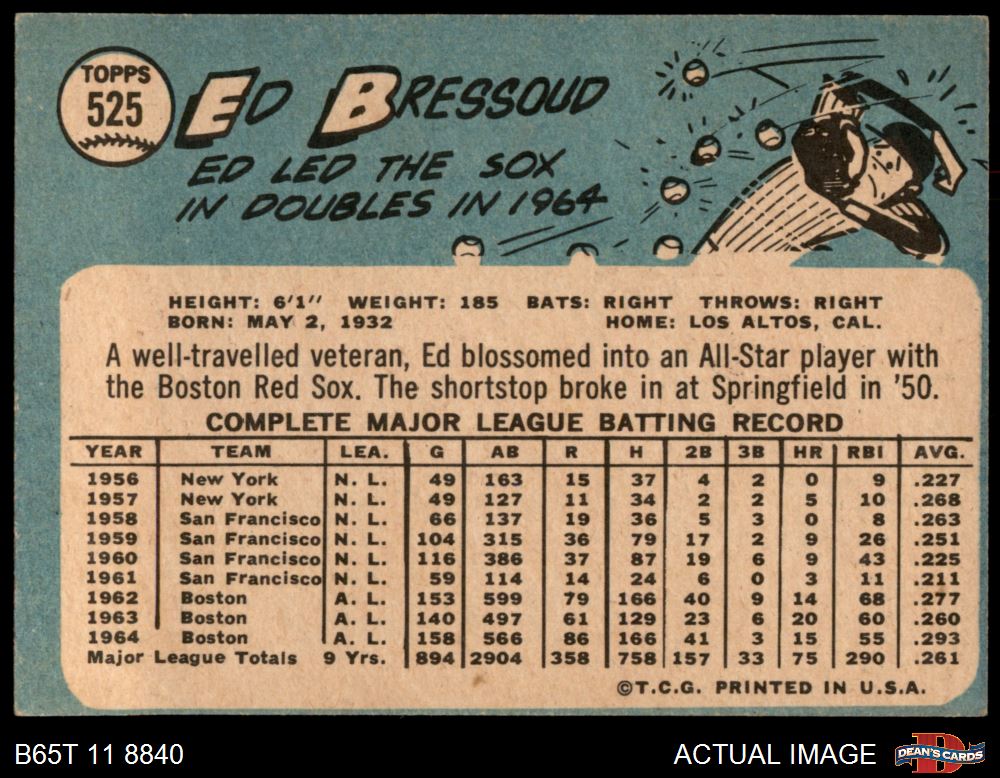 TOPPS
525
ED BRESSOUD
ED LED THE SOX
IN DOUBLES IN 1964
HEIGHT: 6'1" WEIGHT: 185 BATS: RIGHT THROWS: RIGHT
BORN: MAY 2, 1932 HOME: LOS ALTOS, CAL.
A well-travelled veteran, Ed blossomed into an All-Star player with
the Boston Red Sox. The shortstop broke in at Springfield in '50.
COMPLETE MAJOR LEAGUE BATTING RECORD
YEAR TEAM LEA. G AB R H 2B 3B HR RBI AVG.
1956 New York N. L. 49 163 15 37 4 2 0 9 .227
1957 New York N. L. 49 127 11 34 2 2 5 10 .268
1958 San Francisco N. L. 66 137 19 36 5 3 0 8 .263
1959 San Francisco N. L. 104 315 36 79 17 2 9 26 .251
1960 San Francisco N. L. 116 386 37 87 19 6 9 43 .225
1961 San Francisco N. L. 59 114 14 24 6 0 3 11 .211
1962 Boston A. L. 153 599 79 166 40 9 14 68 .277
1963 Boston A. L. 140 497 61 129 23 6 20 60 .260
1964 Boston A. L. 158 566 86 166 41 3 15 55 .293
Major League Totals 9 Yrs. 894 2904 358 758 157 33 75 290 .261
©T.C.G. PRINTED IN U.S.A.
B65T 11 8840 ACTUAL IMAGE DEAN'S CARDS